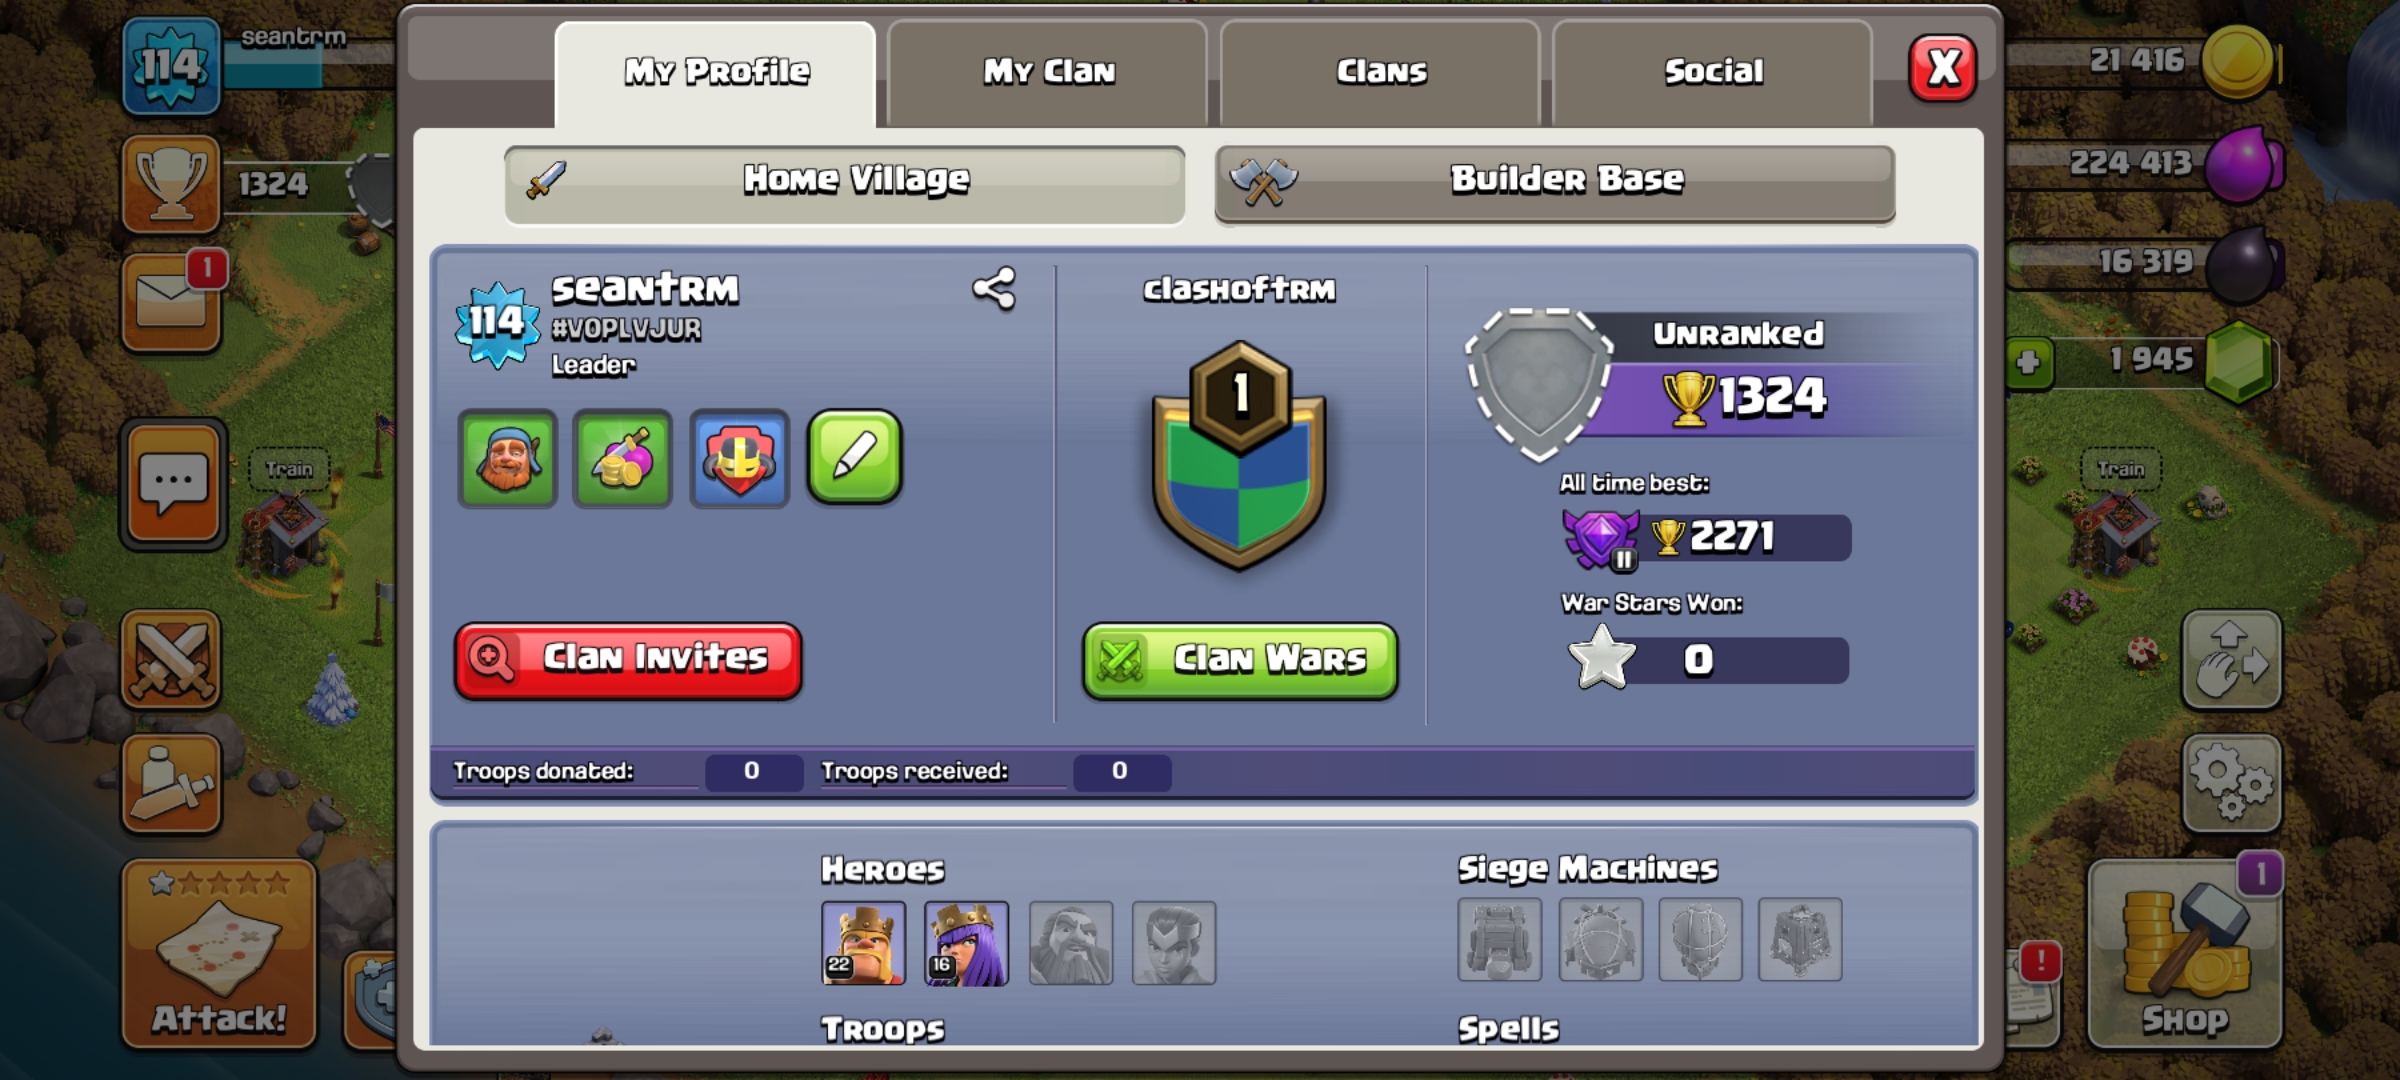 114
seantrm
My Profile
My Clan
Clans
Social
X
21 416
1324
Home Village
Builder Base
224 413
1
16 319
114
seantrm
#VOPLVJUR
Leader
clashoftrm
1
Unranked
1324
1 945
All time best:
2271
II
Train
Train
War Stars Won:
0
Clan Invites
Clan Wars
Troops donated:
0
Troops received:
0
Heroes
22
16
Siege Machines
Troops
Spells
Attack!
1
!
Shop